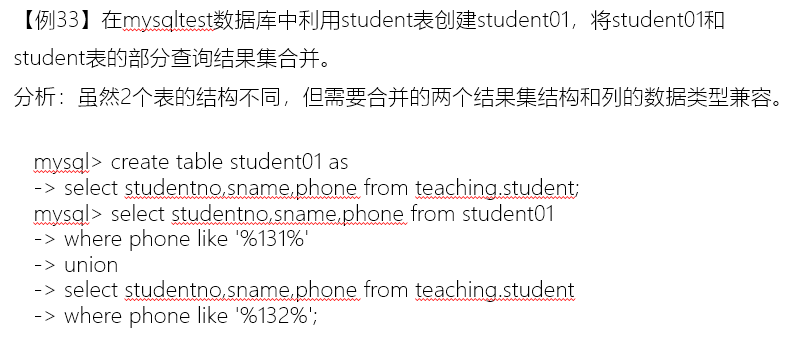 【例33】在mysqltest数据库中利用student表创建student01，将student01和
student表的部分查询结果集合并。
分析：虽然2个表的结构不同，但需要合并的两个结果集结构和列的数据类型兼容。
mysql> create table student01 as
-> select studentno,sname,phone from teaching.student;
mysql> select studentno,sname,phone from student01
-> where phone like '%131%'
-> union
-> select studentno,sname,phone from teaching.student
-> where phone like '%132%';